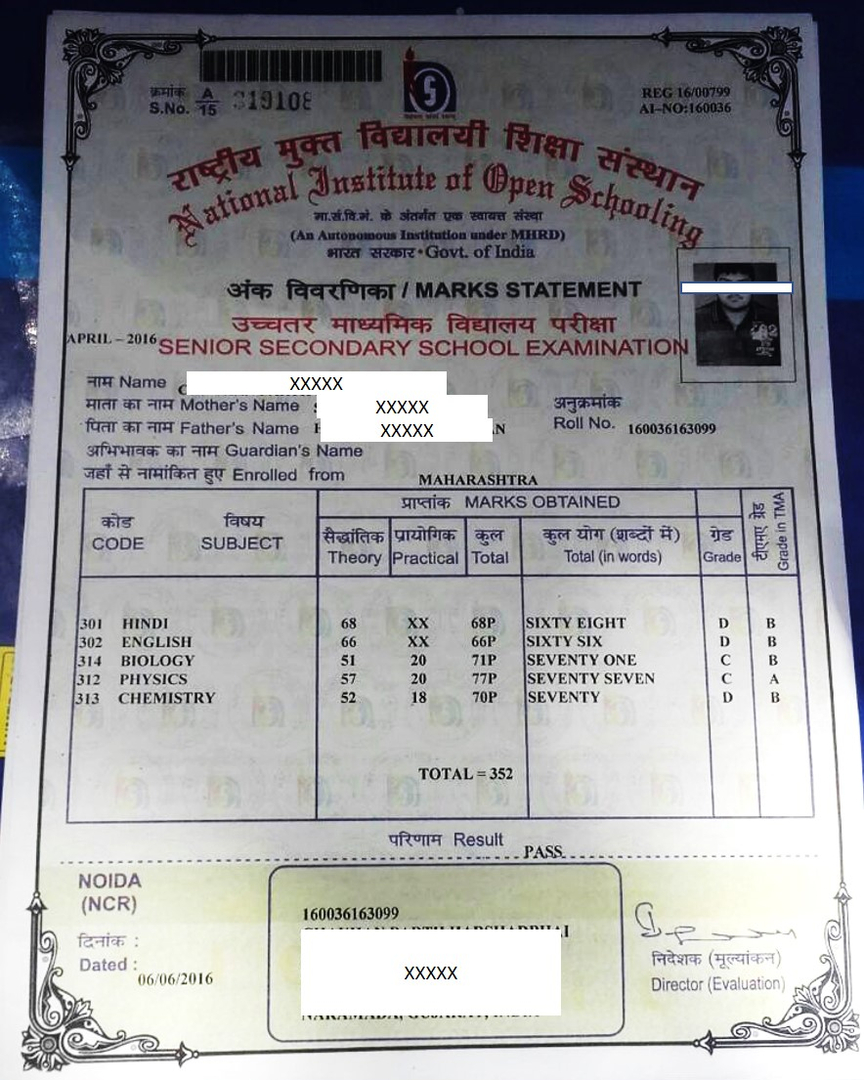 क्रमांक
S.No. A/15 319108
REG 16/00799
AI-NO:160036
राष्ट्रीय मुक्त विद्यालयी शिक्षा संस्थान
National Institute of Open Schooling
मा.सं.वि.मं. के अंतर्गत एक स्वायत्त संस्था
(An Autonomous Institution under MHRD)
भारत सरकार • Govt. of India
अंक विवरणिका / MARKS STATEMENT
उच्चतर माध्यमिक विद्यालय परीक्षा
APRIL – 2016 SENIOR SECONDARY SCHOOL EXAMINATION
नाम Name XXXXX
माता का नाम Mother's Name XXXXX अनुक्रमांक
पिता का नाम Father's Name XXXXX Roll No. 160036163099
अभिभावक का नाम Guardian's Name
जहाँ से नामांकित हुए Enrolled from MAHARASHTRA
प्राप्तांक MARKS OBTAINED
कोड विषय सैद्धांतिक प्रायोगिक कुल कुल योग (शब्दों में) ग्रेड टीएमए ग्रेड
CODE SUBJECT Theory Practical Total Total (in words) Grade Grade in TMA
301 HINDI 68 XX 68P SIXTY EIGHT D B
302 ENGLISH 66 XX 66P SIXTY SIX D B
314 BIOLOGY 51 20 71P SEVENTY ONE C B
312 PHYSICS 57 20 77P SEVENTY SEVEN C A
313 CHEMISTRY 52 18 70P SEVENTY D B
TOTAL = 352
परिणाम Result PASS
NOIDA
(NCR)
दिनांक :
Dated : 06/06/2016
160036163099
XXXXX
निदेशक (मूल्यांकन)
Director (Evaluation)